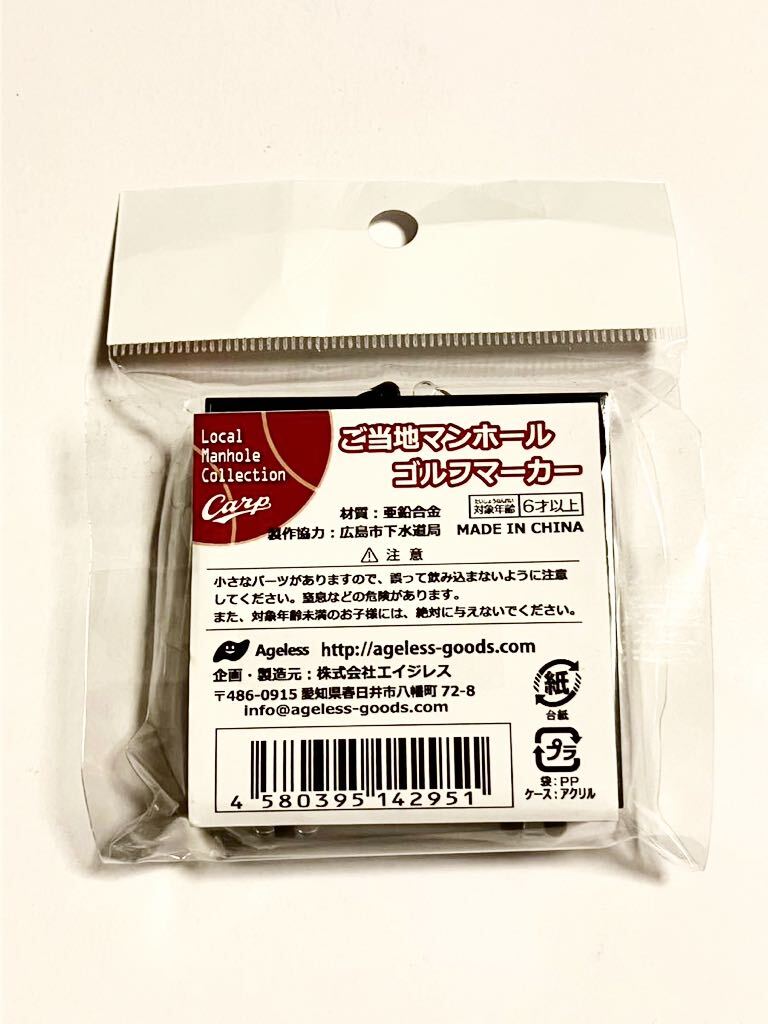 Local
Manhole
Collection
Carp
ご当地マンホール
ゴルフマーカー
材質：亜鉛合金
たいしょうねんれい
対象年齢 6才以上
製作協力：広島市下水道局 MADE IN CHINA
⚠ 注意
小さなパーツがありますので、誤って飲み込まないように注意
してください。窒息などの危険があります。
また、対象年齢未満のお子様には、絶対に与えないでください。
Ageless http://ageless-goods.com
企画・製造元：株式会社エイジレス
〒486-0915 愛知県春日井市八幡町 72-8
info@ageless-goods.com
紙
台紙
プラ
袋：PP
ケース：アクリル
4 580395 142951